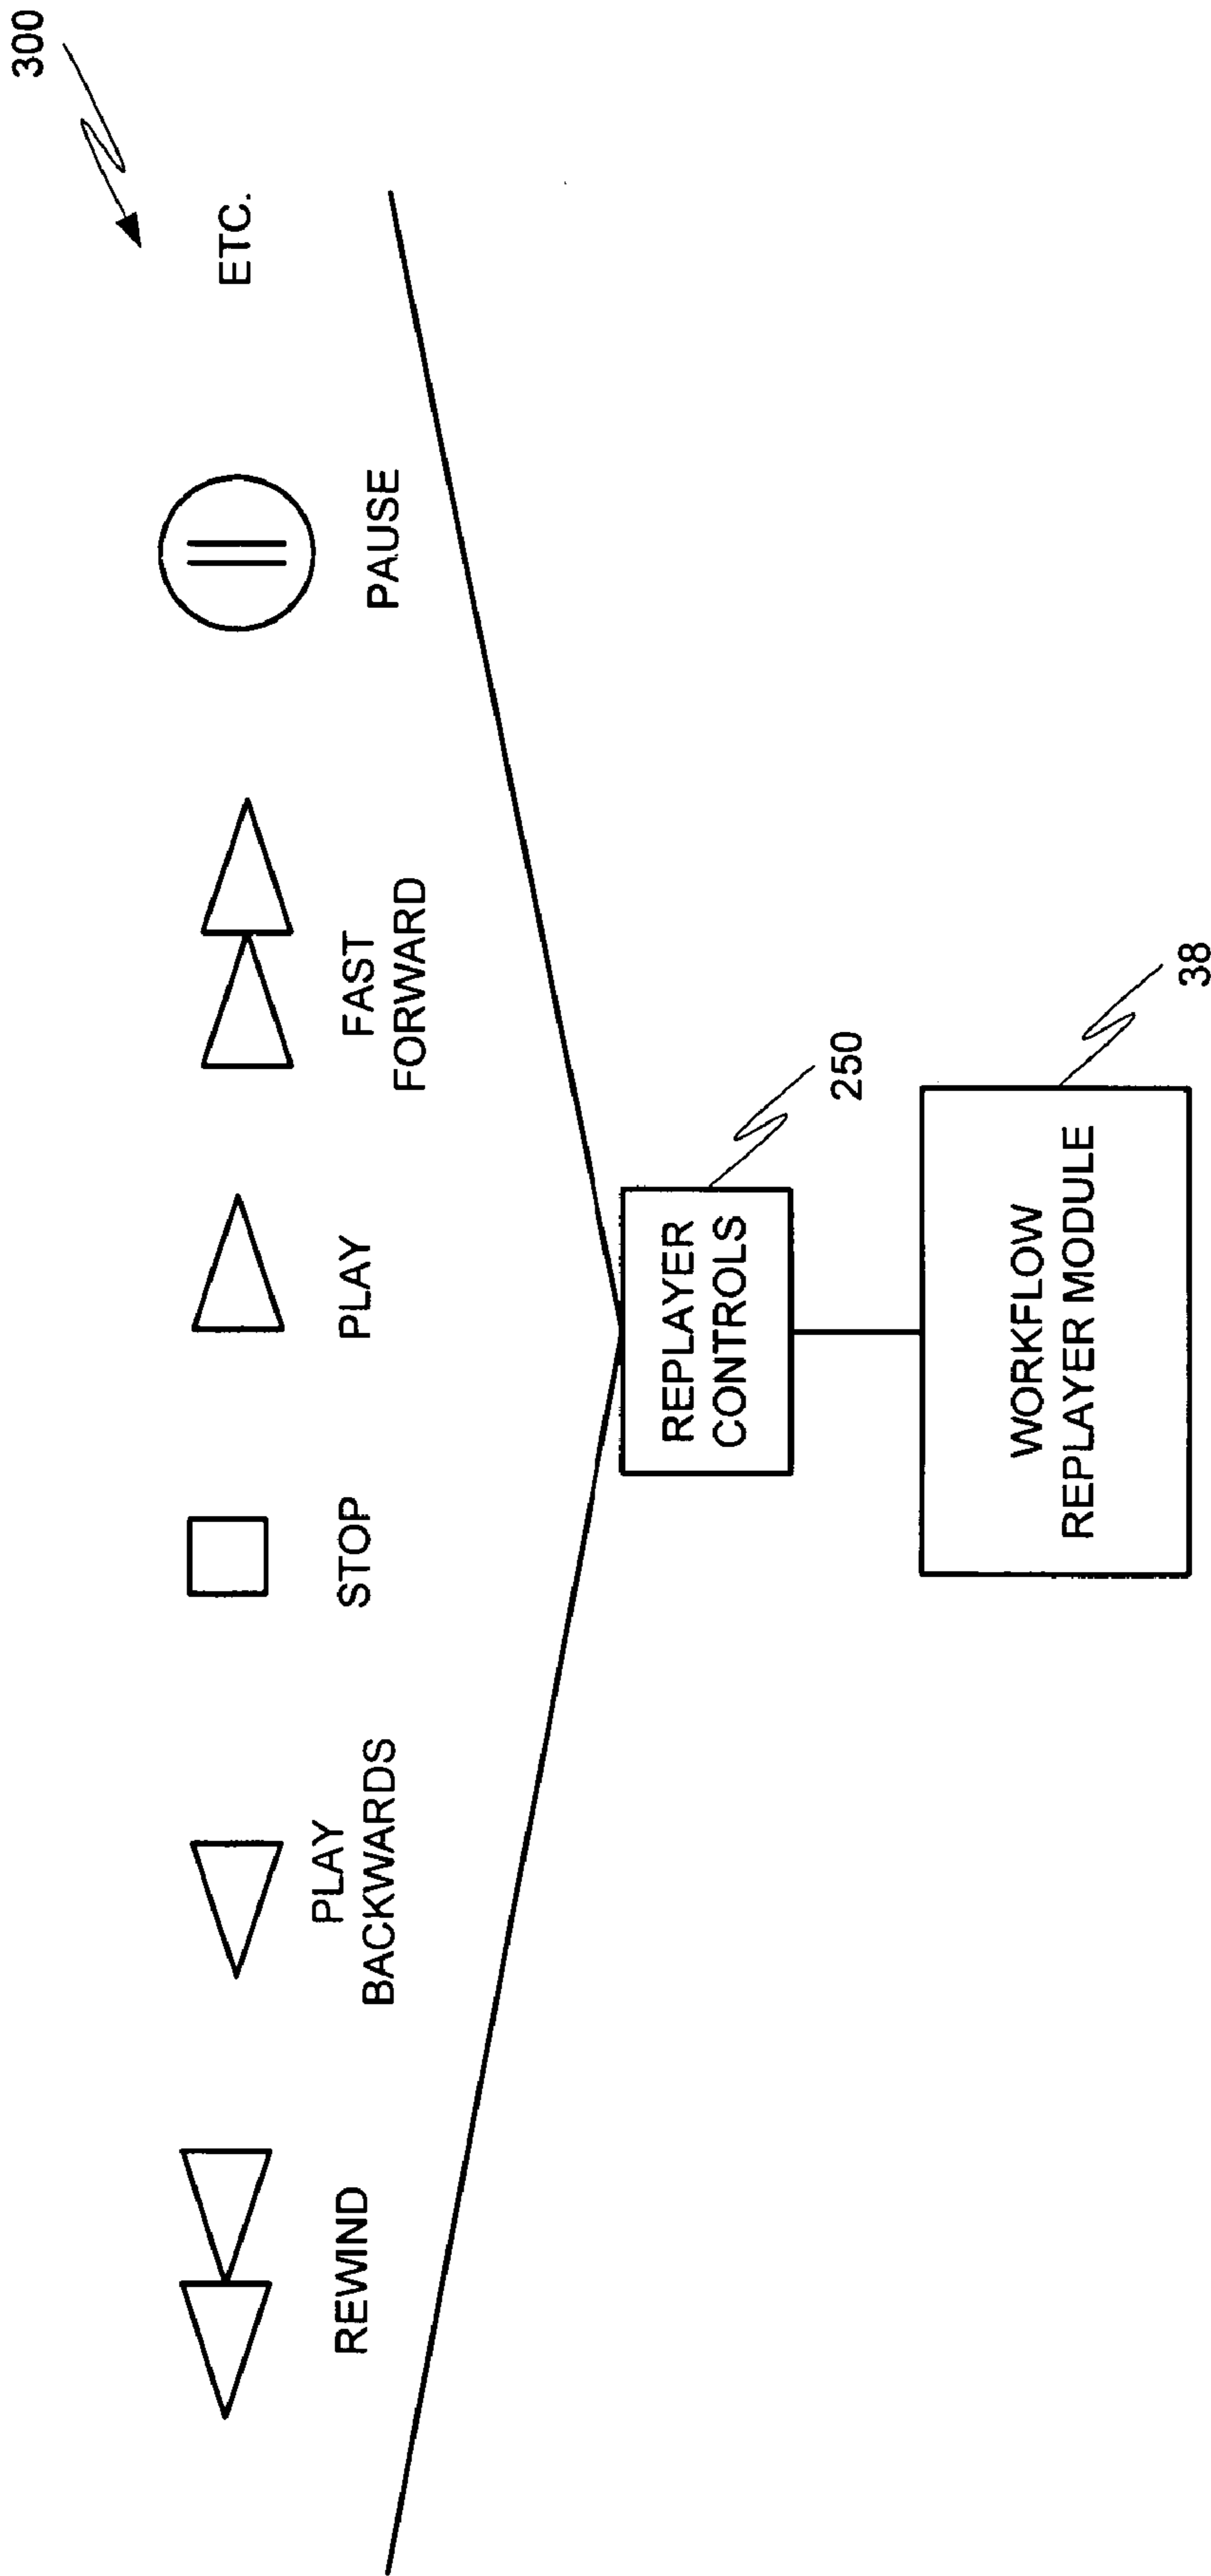 300
REWIND
PLAY
BACKWARDS
STOP
PLAY
FAST
FORWARD
PAUSE
ETC.
REPLAYER
CONTROLS
250
WORKFLOW
REPLAYER MODULE
38